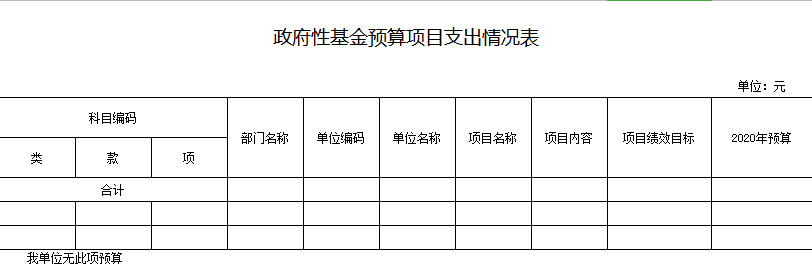 政府性基金预算项目支出情况表
单位：元
科目编码 部门名称 单位编码 单位名称 项目名称 项目内容 项目绩效目标 2020年预算
类 款 项
合计
我单位无此项预算